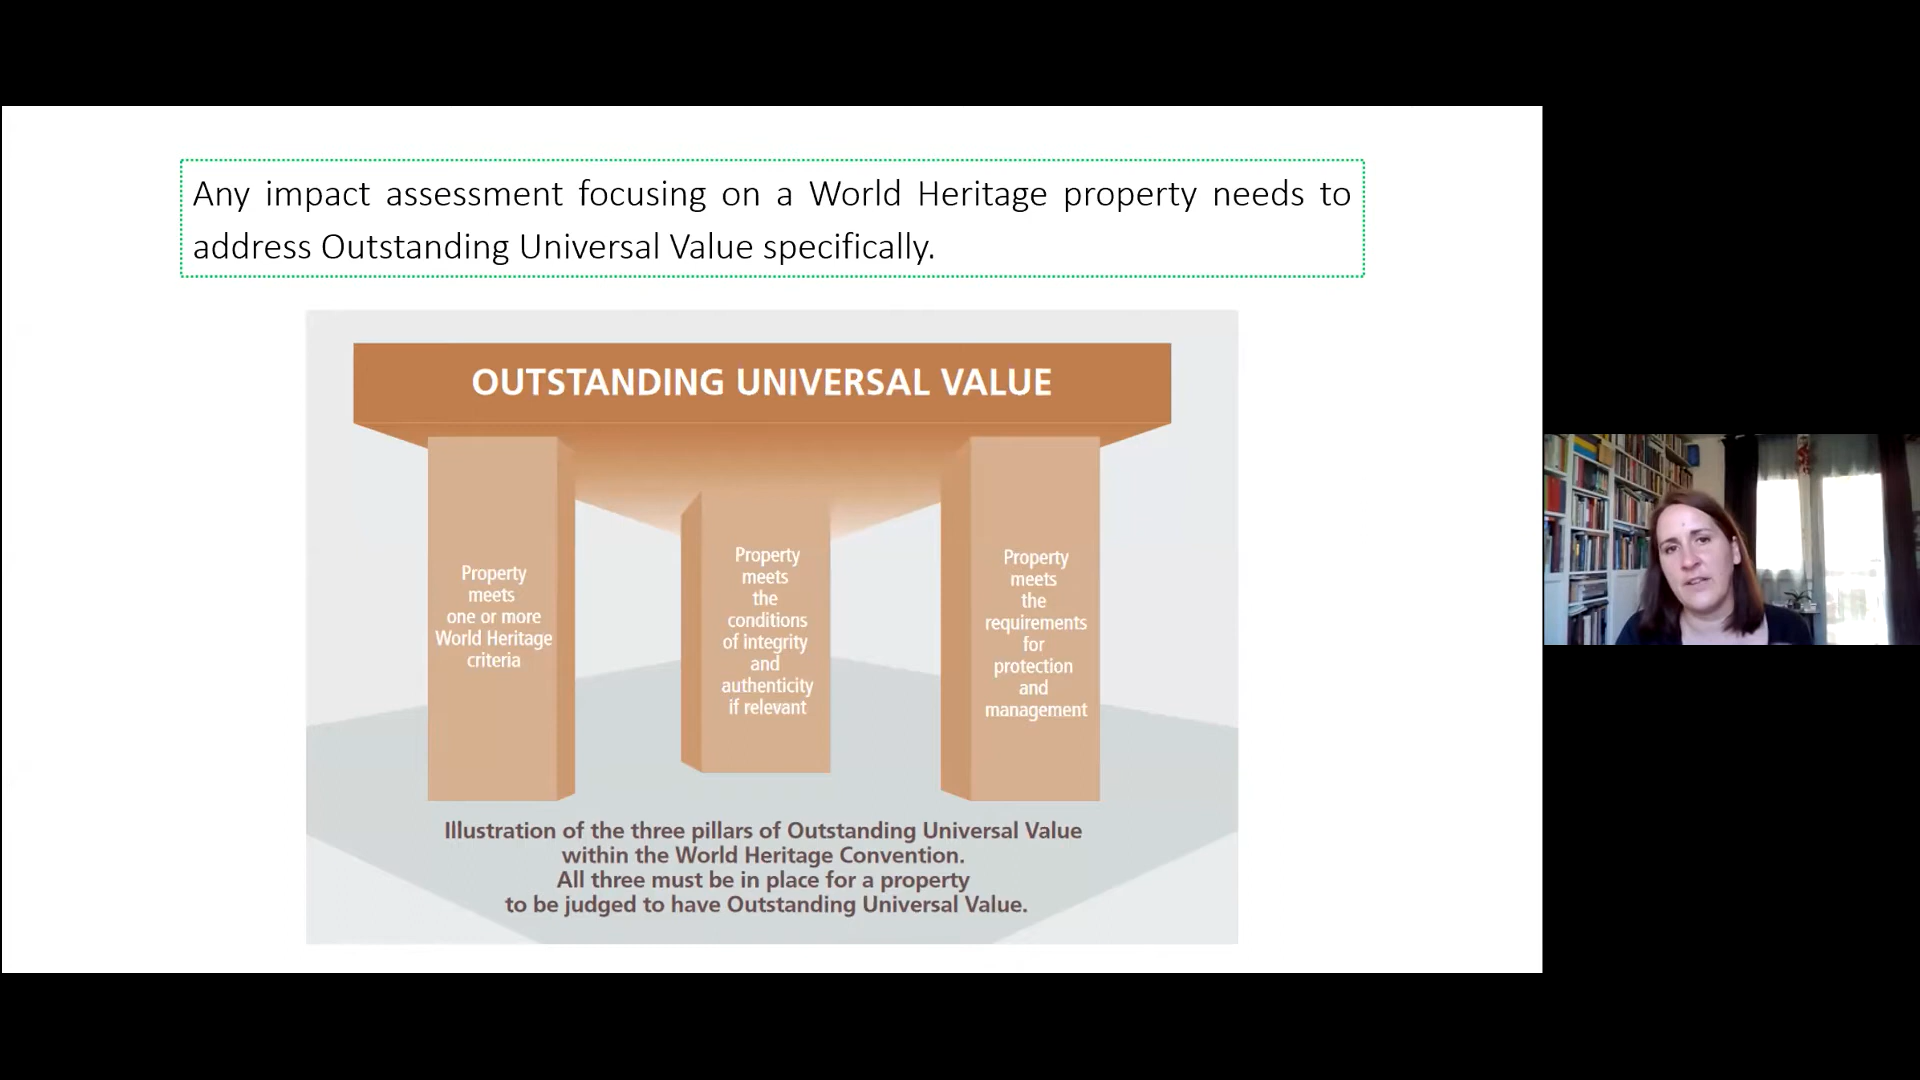 Any impact assessment focusing on a World Heritage property needs to
address Outstanding Universal Value specifically.
OUTSTANDING UNIVERSAL VALUE
Property
meets
one or more
World Heritage
criteria
Property
meets
the
conditions
of integrity
and
authenticity
if relevant
Property
meets
the
requirements
for
protection
and
management
Illustration of the three pillars of Outstanding Universal Value
within the World Heritage Convention.
All three must be in place for a property
to be judged to have Outstanding Universal Value.